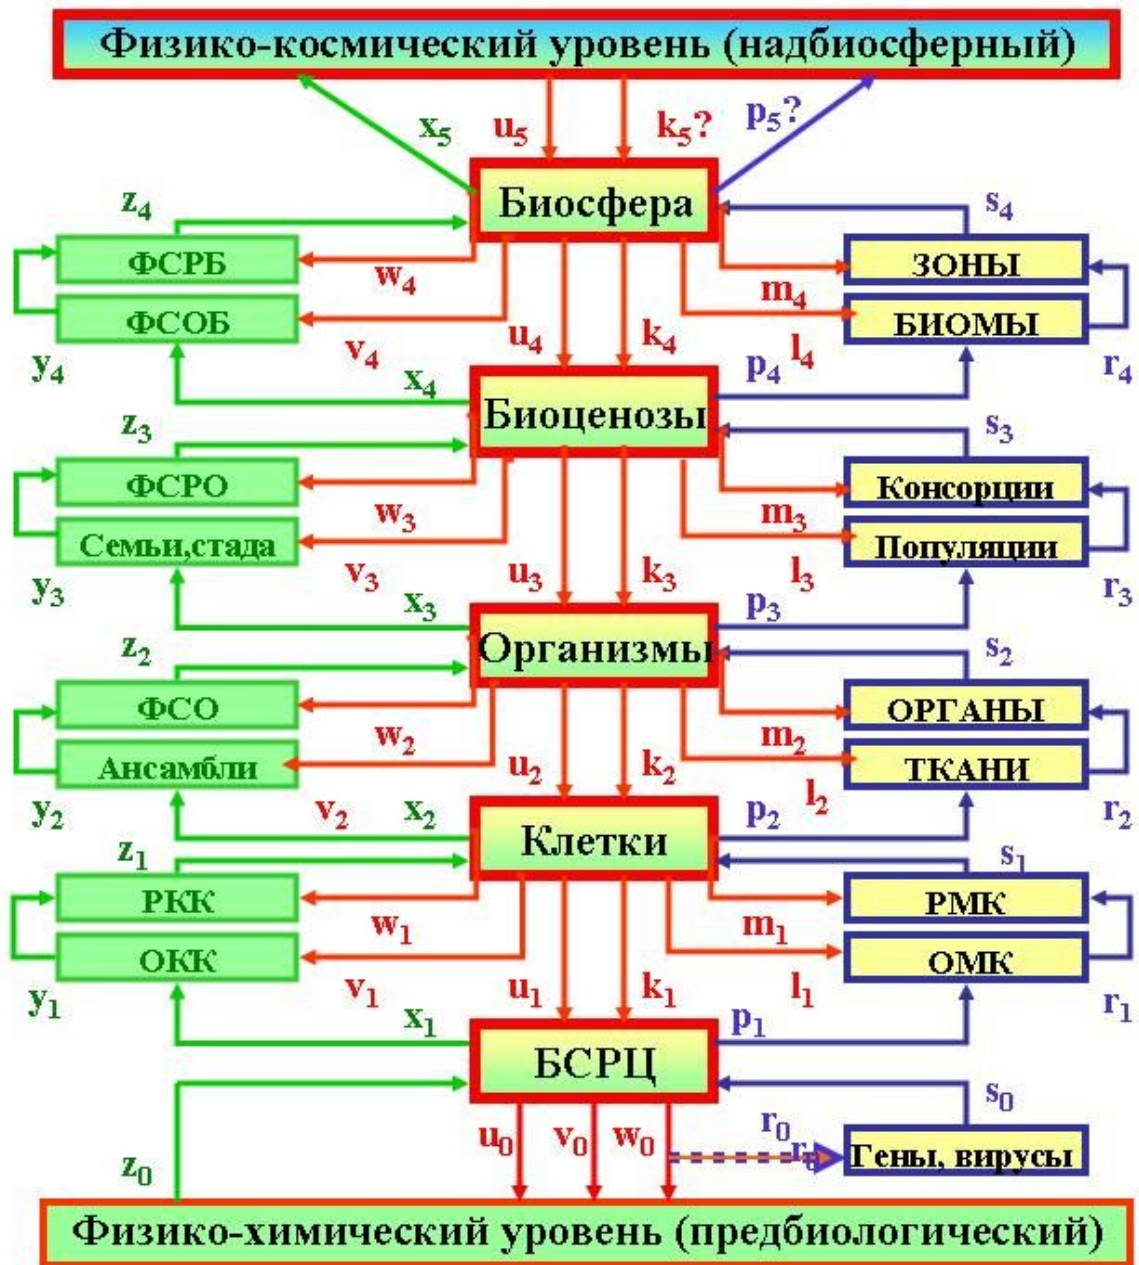 Физико-космический уровень (надбиосферный)
x5 u5 k5? p5?
Биосфера
z4 s4
ФСРБ ЗОНЫ
w4 m4
ФСОБ БИОМЫ
y4 v4 x4 u4 k4 p4 l4 r4
Биоценозы
z3 s3
ФСРО Консорции
w3 m3
Семьи,стада Популяции
y3 v3 x3 u3 k3 p3 l3 r3
Организмы
z2 s2
ФСО ОРГАНЫ
w2 m2
Ансамбли ТКАНИ
y2 v2 x2 u2 k2 p2 l2 r2
Клетки
z1 s1
РКК РМК
w1 m1
ОКК ОМК
y1 v1 x1 u1 k1 p1 l1 r1
БСРЦ
s0
u0 v0 w0 r0
z0 Гены, вирусы
Физико-химический уровень (предбиологический)